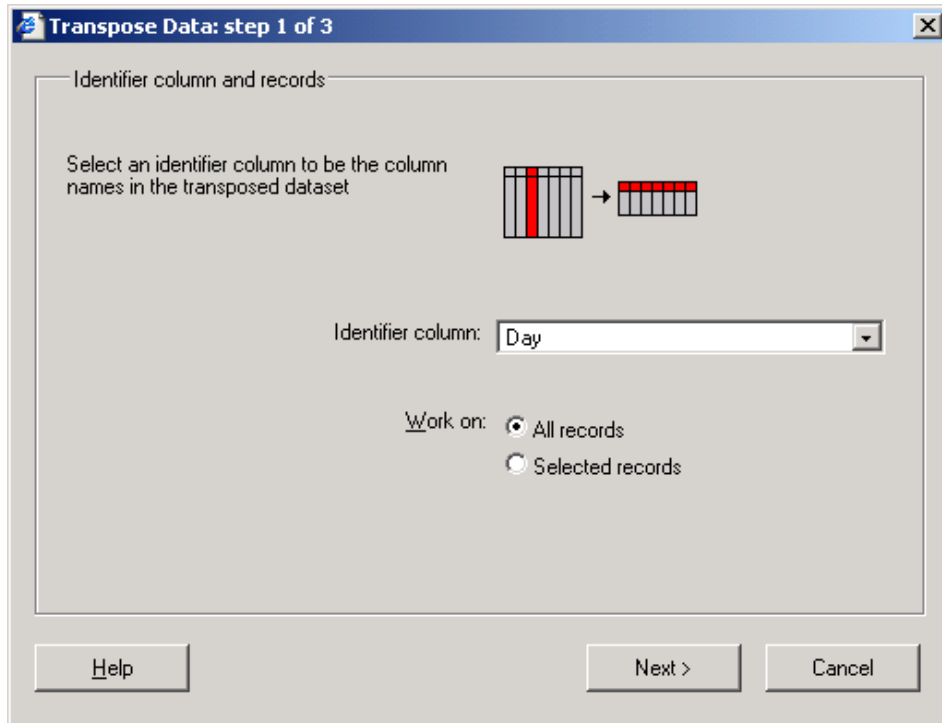 Transpose Data: step 1 of 3
Identifier column and records
Select an identifier column to be the column
names in the transposed dataset
Identifier column: Day
Work on: All records
Selected records
Help Next > Cancel